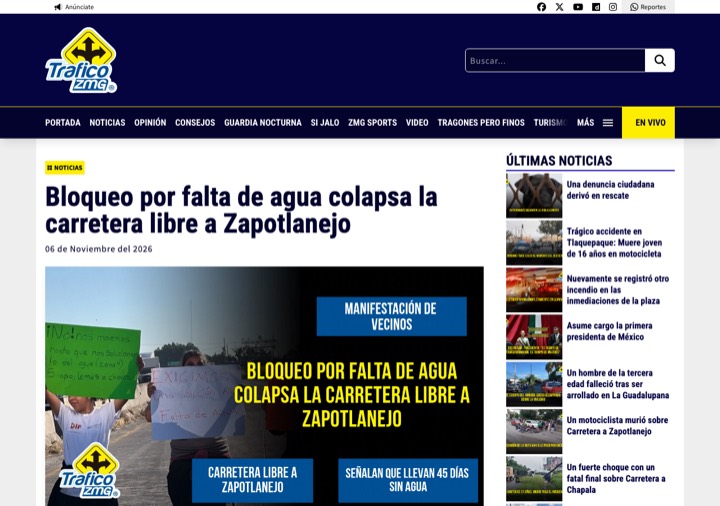 Anúnciate
Reportes
Trafico
ZMG
Buscar...
PORTADA NOTICIAS OPINIÓN CONSEJOS GUARDIA NOCTURNA SI JALO ZMG SPORTS VIDEO TRAGONES PERO FINOS TURISM MÁS EN VIVO
NOTICIAS
Bloqueo por falta de agua colapsa la
carretera libre a Zapotlanejo
06 de Noviembre del 2026
MANIFESTACIÓN DE
VECINOS
BLOQUEO POR FALTA DE AGUA
COLAPSA LA CARRETERA LIBRE A
ZAPOTLANEJO
CARRETERA LIBRE A
ZAPOTLANEJO
SEÑALAN QUE LLEVAN 45 DÍAS
SIN AGUA
Trafico
ZMG
ÚLTIMAS NOTICIAS
Una denuncia ciudadana
derivó en rescate
Trágico accidente en
Tlaquepaque: Muere joven
de 16 años en motocicleta
Nuevamente se registró otro
incendio en las
inmediaciones de la plaza
Asume cargo la primera
presidenta de México
Un hombre de la tercera
edad falleció tras ser
arrollado en La Guadalupana
Un motociclista murió sobre
Carretera a Zapotlanejo
Un fuerte choque con un
fatal final sobre Carretera a
Chapala